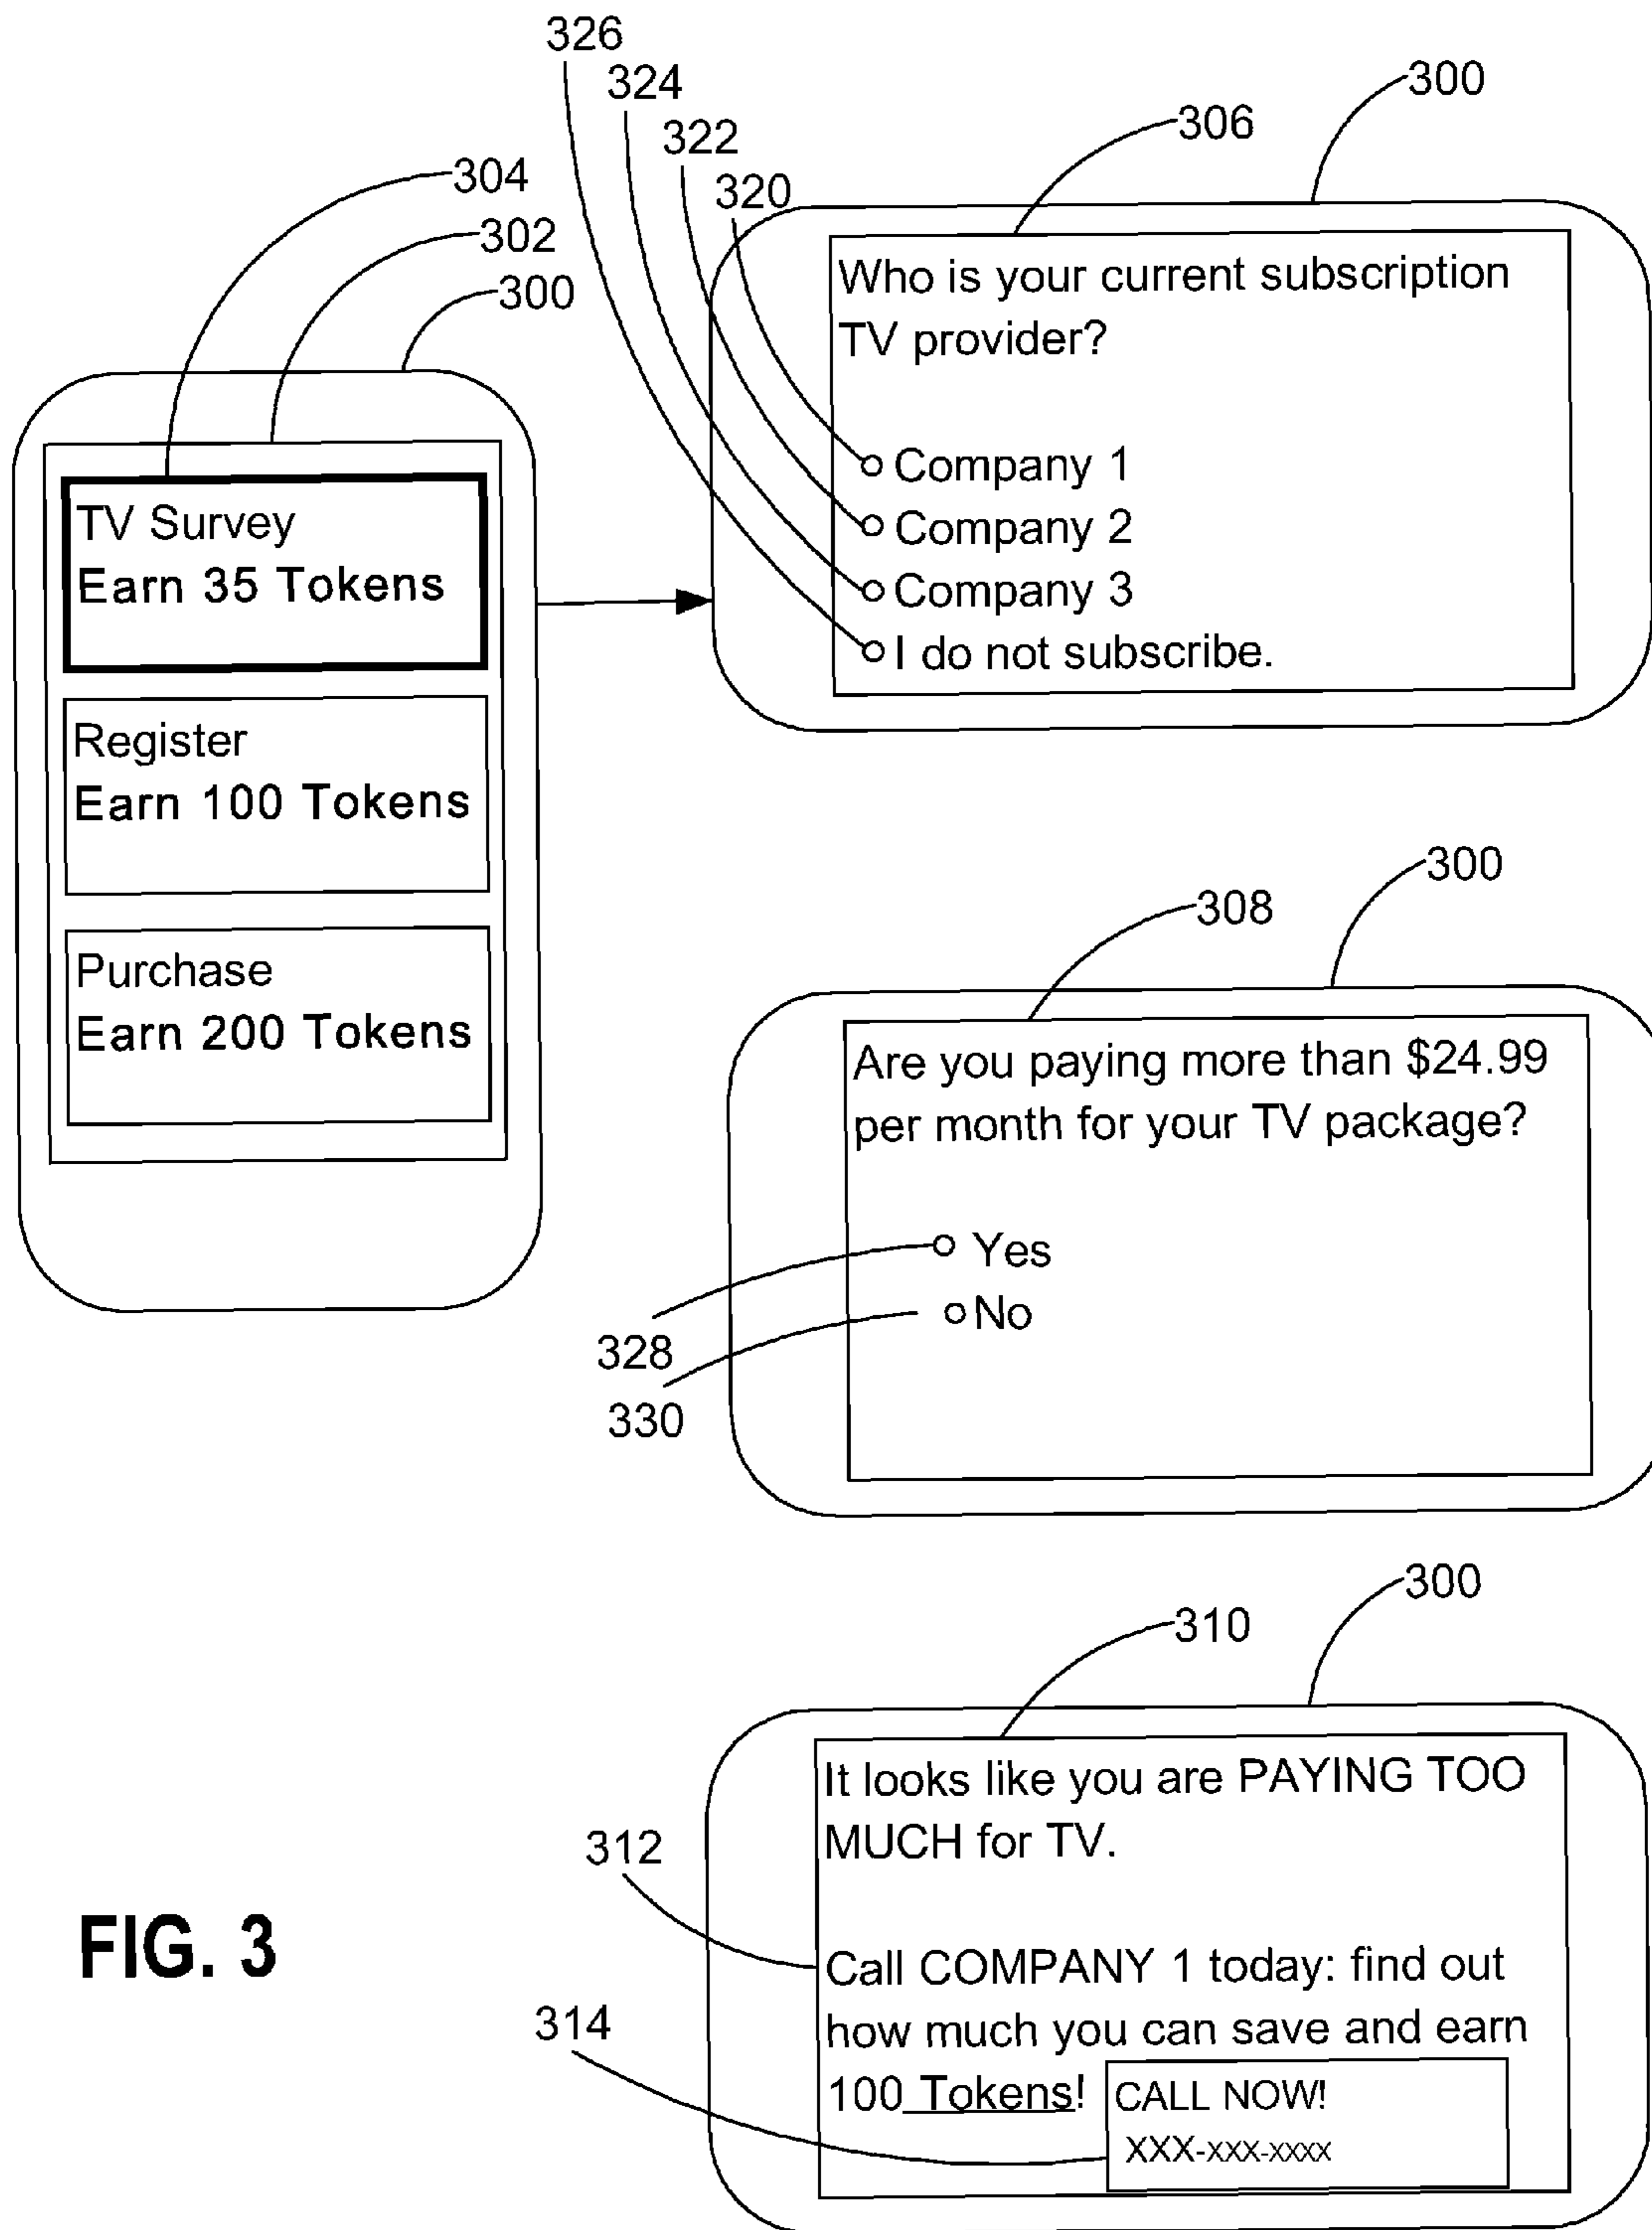 326
324
322
320
306
300
304
302
300
TV Survey
Earn 35 Tokens
Register
Earn 100 Tokens
Purchase
Earn 200 Tokens
Who is your current subscription
TV provider?
Company 1
Company 2
Company 3
I do not subscribe.
308
300
Are you paying more than $24.99
per month for your TV package?
Yes
No
328
330
310
300
It looks like you are PAYING TOO
MUCH for TV.
312
Call COMPANY 1 today: find out
how much you can save and earn
100 Tokens!
314
CALL NOW!
XXX-XXX-XXXX
FIG. 3